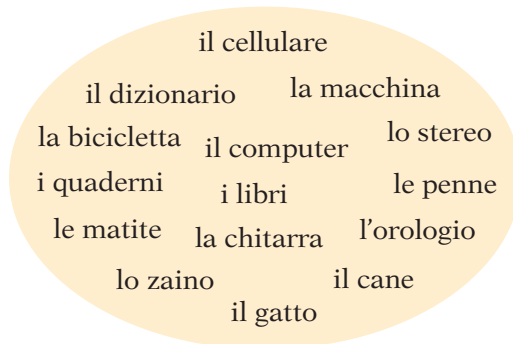 il cellulare
il dizionario
la macchina
la bicicletta
il computer
lo stereo
i quaderni
i libri
le penne
le matite
la chitarra
l'orologio
lo zaino
il cane
il gatto